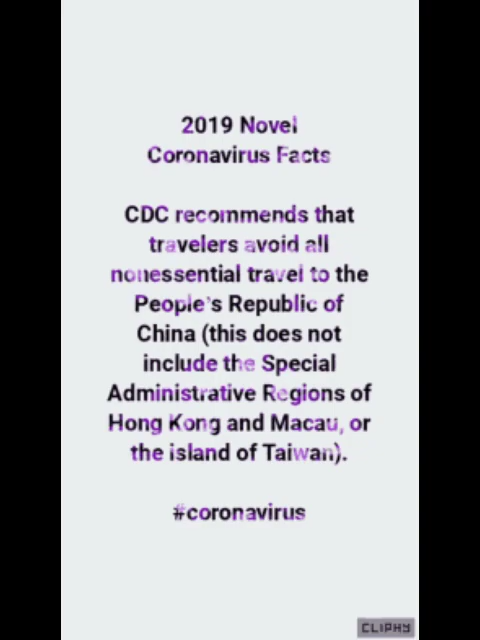 2019 Novel
Coronavirus Facts
CDC recommends that
travelers avoid all
nonessential travel to the
People's Republic of
China (this does not
include the Special
Administrative Regions of
Hong Kong and Macau, or
the island of Taiwan).
#coronavirus
CLIPHY